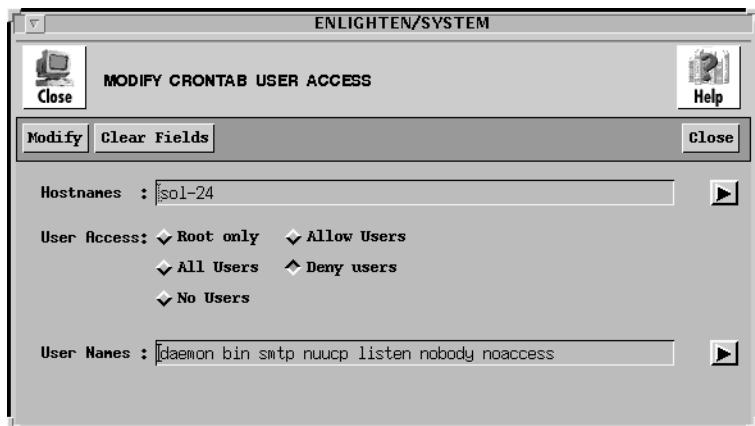 ENLIGHTEN/SYSTEM
Close
MODIFY CRONTAB USER ACCESS
Help
Modify Clear Fields Close
Hostnames : sol-24
User Access: Root only Allow Users
All Users Deny users
No Users
User Names : daemon bin smtp nuucp listen nobody noaccess